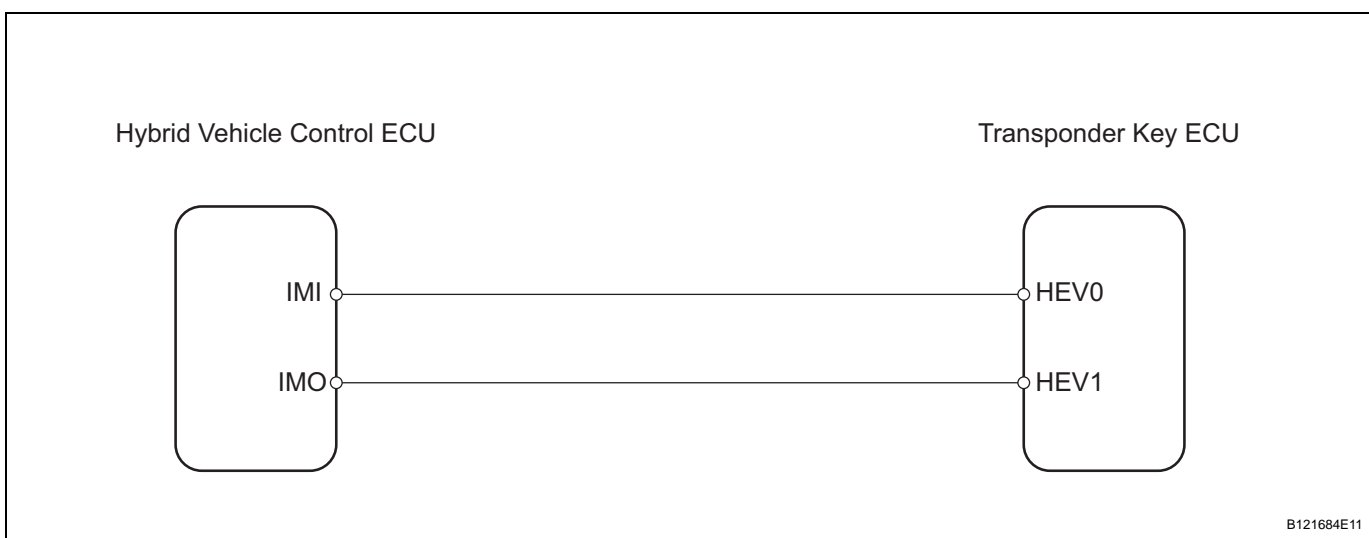 Hybrid Vehicle Control ECU
Transponder Key ECU
IMI
HEV0
IMO
HEV1
B121684E11